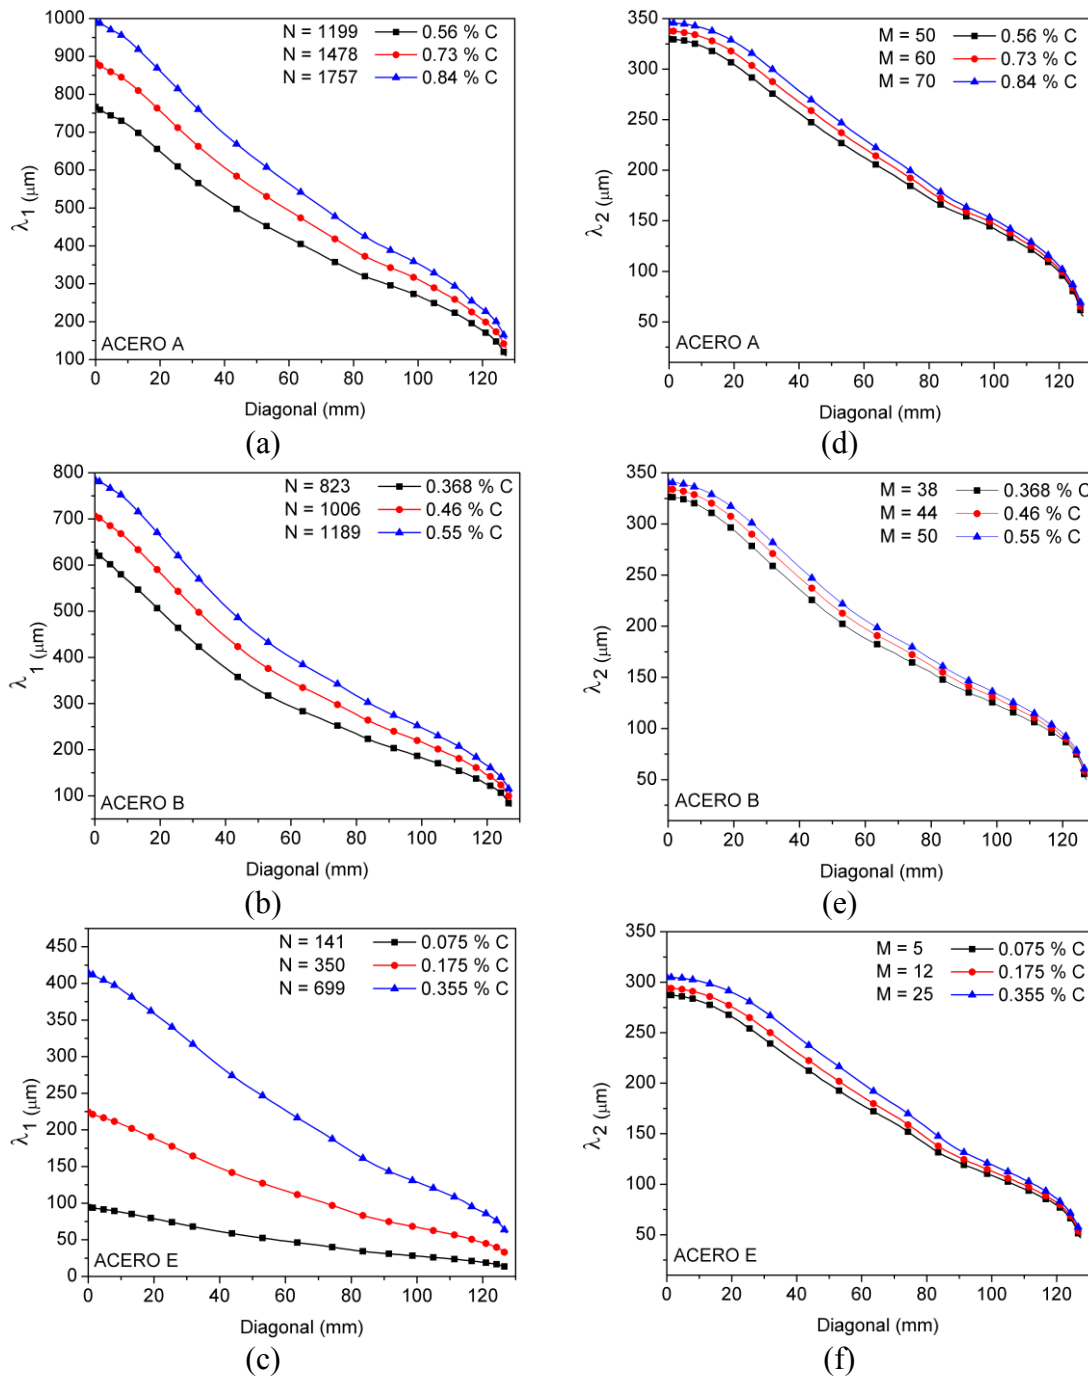 1000
900
800
700
600
500
400
300
200
100
λ1 (μm)
N = 1199 0.56 % C
N = 1478 0.73 % C
N = 1757 0.84 % C
ACERO A
0 20 40 60 80 100 120
Diagonal (mm)
(a)
350
300
250
200
150
100
50
λ2 (μm)
M = 50 0.56 % C
M = 60 0.73 % C
M = 70 0.84 % C
ACERO A
0 20 40 60 80 100 120
Diagonal (mm)
(d)
800
700
600
500
400
300
200
100
λ1 (μm)
N = 823 0.368 % C
N = 1006 0.46 % C
N = 1189 0.55 % C
ACERO B
0 20 40 60 80 100 120
Diagonal (mm)
(b)
350
300
250
200
150
100
50
λ2 (μm)
M = 38 0.368 % C
M = 44 0.46 % C
M = 50 0.55 % C
ACERO B
0 20 40 60 80 100 120
Diagonal (mm)
(e)
450
400
350
300
250
200
150
100
50
0
λ1 (μm)
N = 141 0.075 % C
N = 350 0.175 % C
N = 699 0.355 % C
ACERO E
0 20 40 60 80 100 120
Diagonal (mm)
(c)
350
300
250
200
150
100
50
λ2 (μm)
M = 5 0.075 % C
M = 12 0.175 % C
M = 25 0.355 % C
ACERO E
0 20 40 60 80 100 120
Diagonal (mm)
(f)